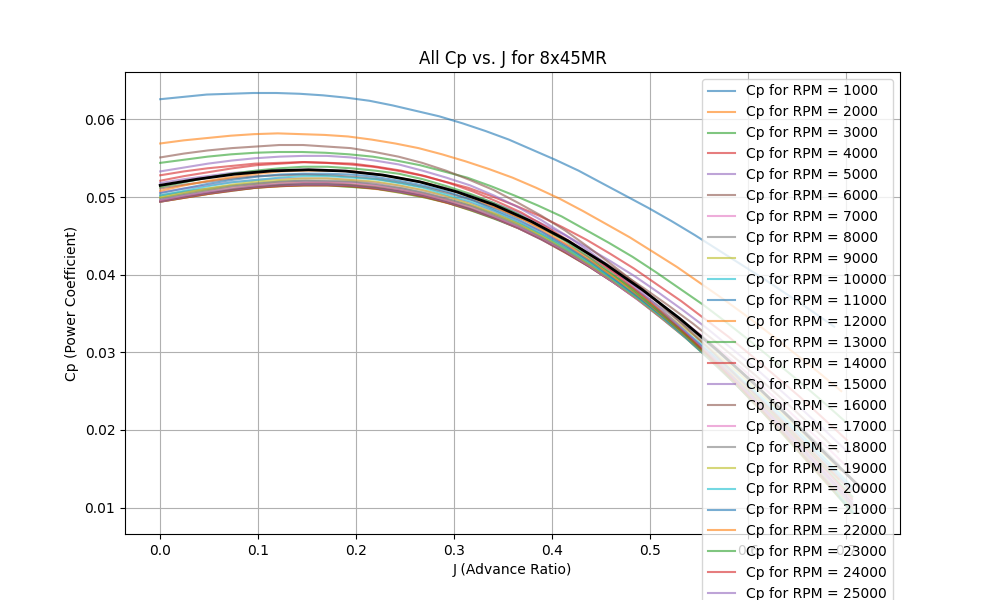 All Cp vs. J for 8x45MR
Cp (Power Coefficient)
0.06
0.05
0.04
0.03
0.02
0.01
0.0
0.1
0.2
0.3
0.4
0.5
J (Advance Ratio)
Cp for RPM = 1000
Cp for RPM = 2000
Cp for RPM = 3000
Cp for RPM = 4000
Cp for RPM = 5000
Cp for RPM = 6000
Cp for RPM = 7000
Cp for RPM = 8000
Cp for RPM = 9000
Cp for RPM = 10000
Cp for RPM = 11000
Cp for RPM = 12000
Cp for RPM = 13000
Cp for RPM = 14000
Cp for RPM = 15000
Cp for RPM = 16000
Cp for RPM = 17000
Cp for RPM = 18000
Cp for RPM = 19000
Cp for RPM = 20000
Cp for RPM = 21000
Cp for RPM = 22000
Cp for RPM = 23000
Cp for RPM = 24000
Cp for RPM = 25000